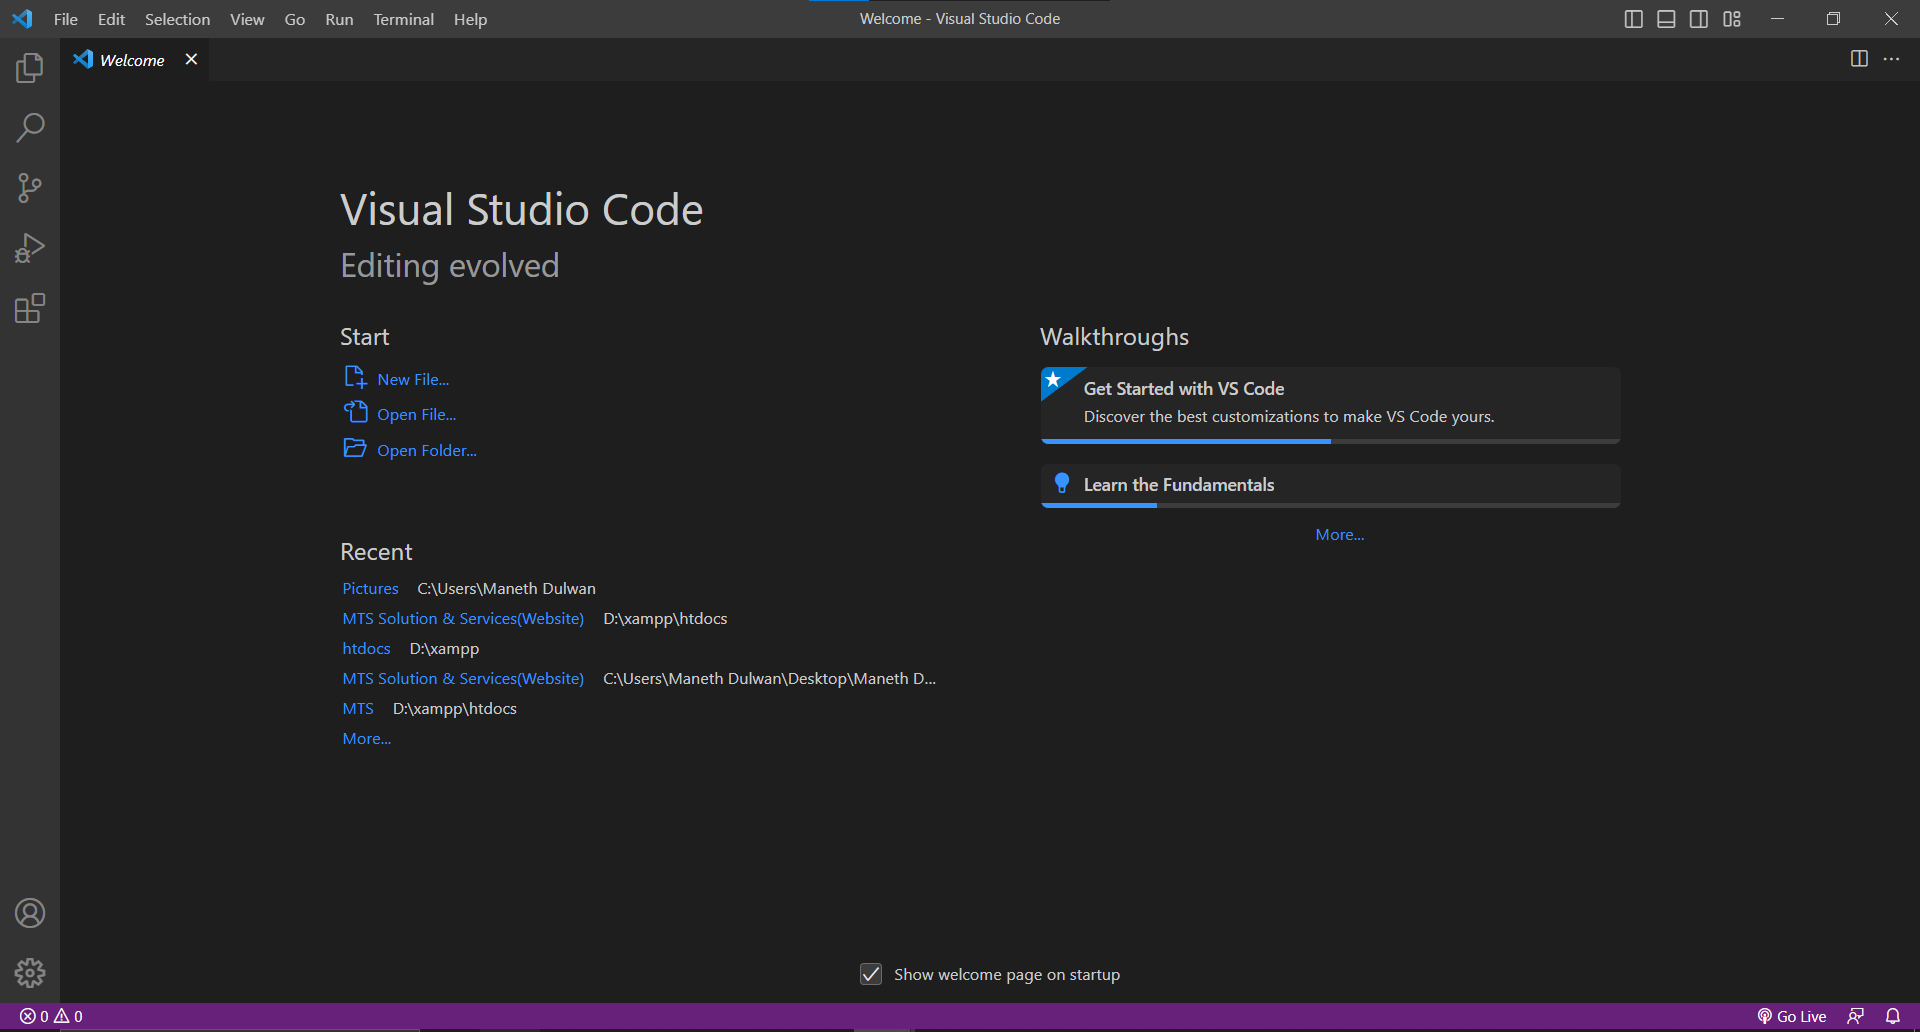 File Edit Selection View Go Run Terminal Help
Welcome - Visual Studio Code
Welcome
Visual Studio Code
Editing evolved
Start
New File...
Open File...
Open Folder...
Recent
Pictures C:\Users\Maneth Dulwan
MTS Solution & Services(Website) D:\xampp\htdocs
htdocs D:\xampp
MTS Solution & Services(Website) C:\Users\Maneth Dulwan\Desktop\Maneth D...
MTS D:\xampp\htdocs
More...
Walkthroughs
Get Started with VS Code
Discover the best customizations to make VS Code yours.
Learn the Fundamentals
More...
Show welcome page on startup
0 0
Go Live